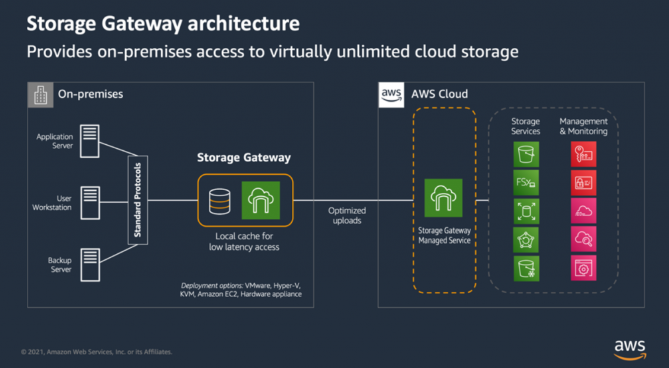 Storage Gateway architecture
Provides on-premises access to virtually unlimited cloud storage
On-premises
aws
AWS Cloud
Application
Server
User
Workstation
Backup
Server
Standard Protocols
Storage Gateway
Local cache for
low latency access
Deployment options: VMware, Hyper-V,
KVM, Amazon EC2, Hardware appliance
Optimized
uploads
Storage Gateway
Managed Service
Storage
Services
FSx
Management
& Monitoring
© 2021, Amazon Web Services, Inc. or its Affiliates.
aws